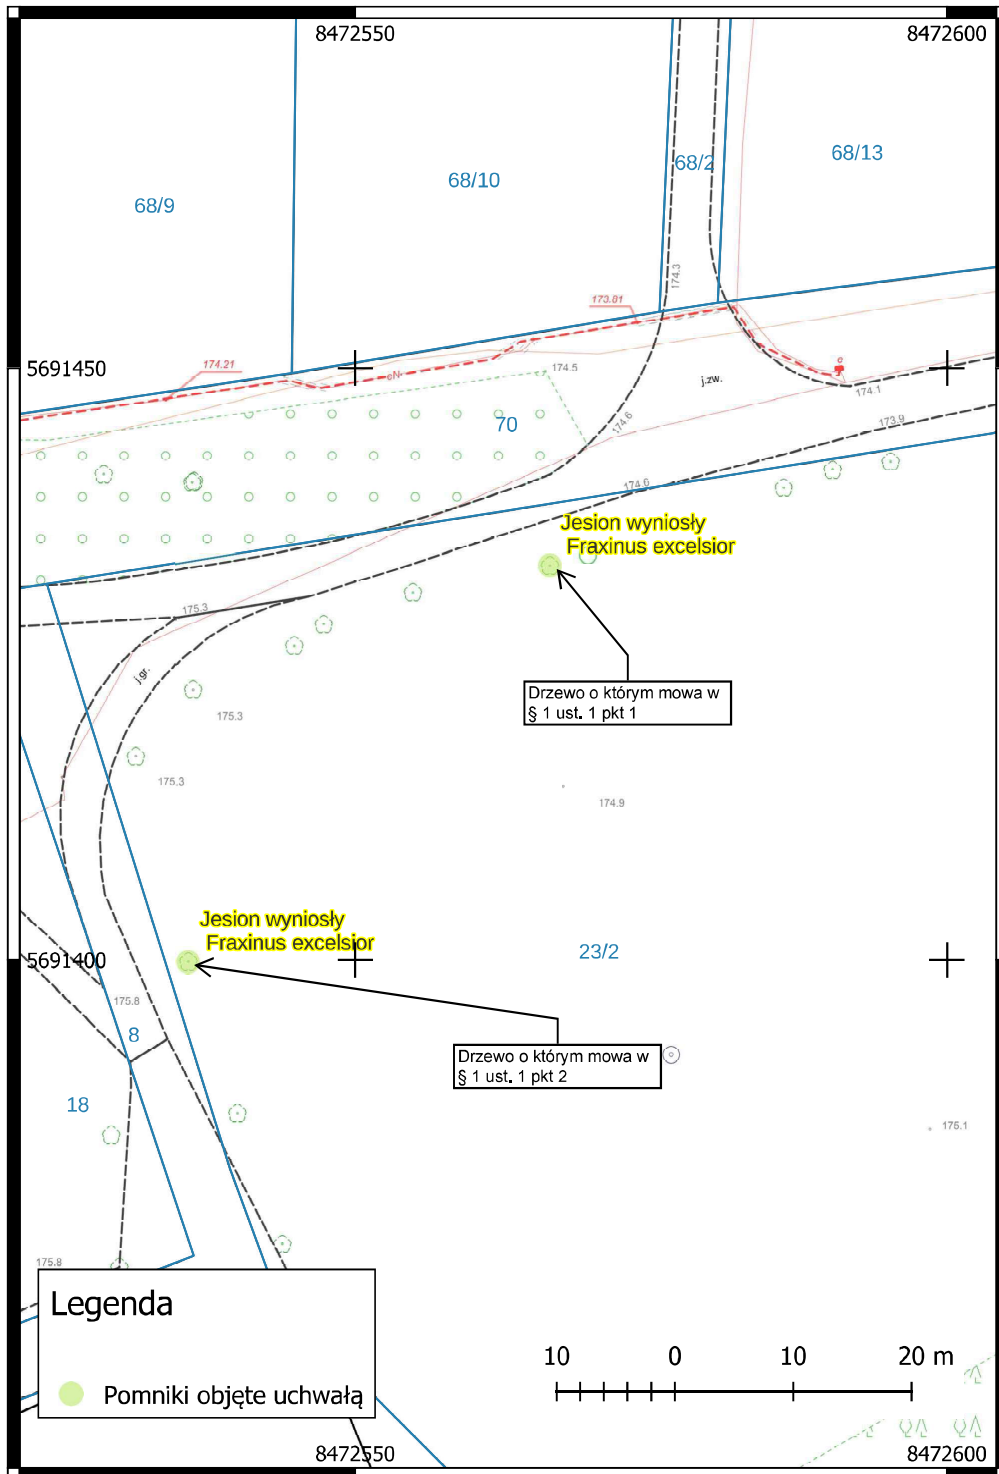 8472550
8472600
68/9
68/10
68/2
68/13
174.3
173.81
5691450
174.21
eN
174.5
j.zw.
e
174.1
70
174.6
173.9
174.6
Jesion wyniosły
Fraxinus excelsior
175.3
j.gr.
Drzewo o którym mowa w
§ 1 ust. 1 pkt 1
175.3
175.3
174.9
Jesion wyniosły
Fraxinus excelsior
5691400
23/2
175.8
8
Drzewo o którym mowa w
§ 1 ust. 1 pkt 2
18
175.1
175.8
Legenda
Pomniki objęte uchwałą
10 0 10 20 m
8472550
8472600